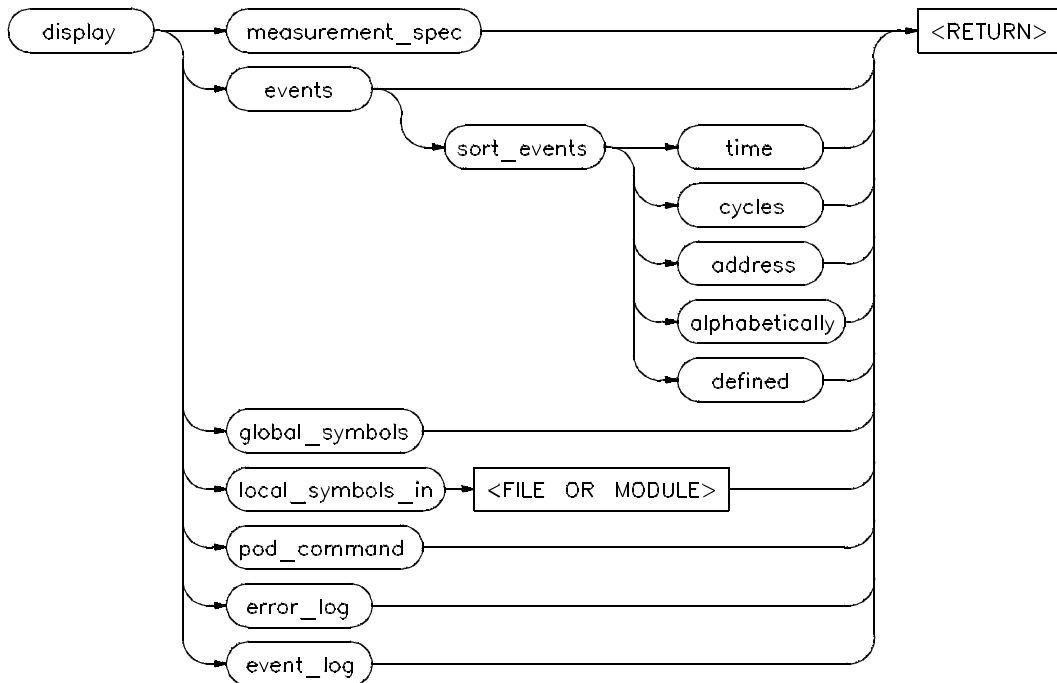 display
measurement_spec
<RETURN>
events
sort_events
time
cycles
address
alphabetically
defined
global_symbols
local_symbols_in
<FILE OR MODULE>
pod_command
error_log
event_log